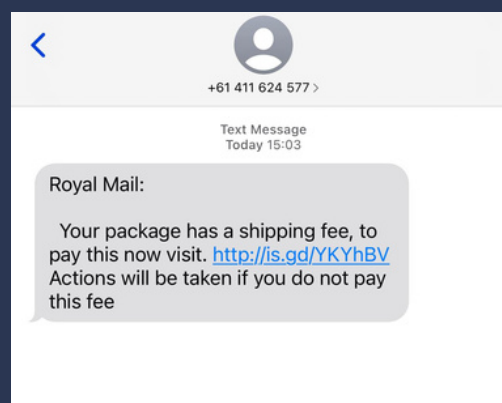 +61 411 624 577 >
Text Message
Today 15:03
Royal Mail:
Your package has a shipping fee, to
pay this now visit. http://is.gd/YKYhBV
Actions will be taken if you do not pay
this fee